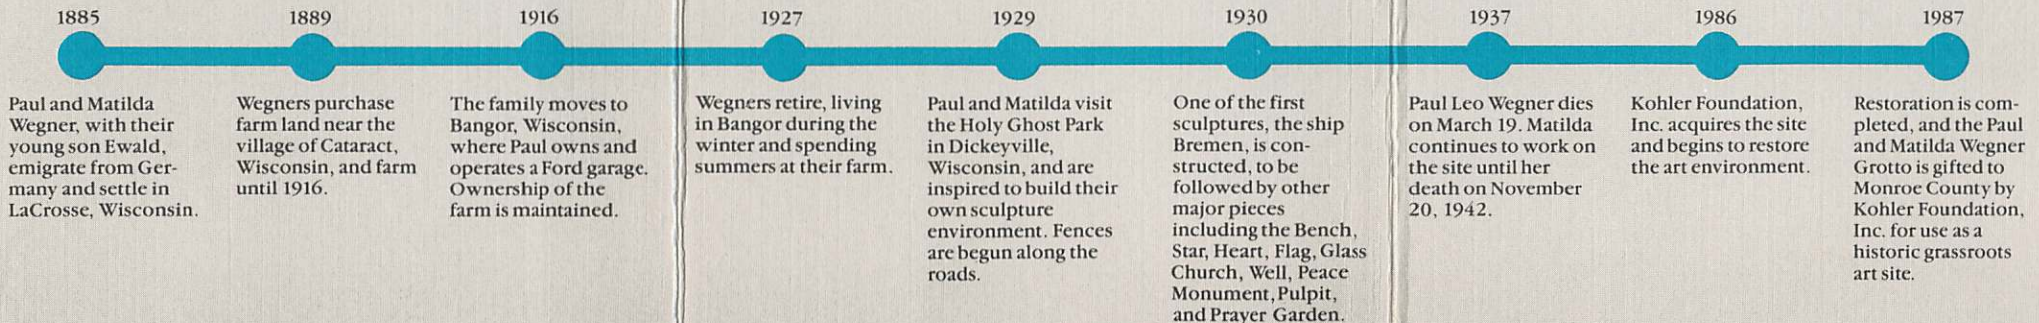 1885
Paul and Matilda
Wegner, with their
young son Ewald,
emigrate from Ger-
many and settle in
LaCrosse, Wisconsin.
1889
Wegners purchase
farm land near the
village of Cataract,
Wisconsin, and farm
until 1916.
1916
The family moves to
Bangor, Wisconsin,
where Paul owns and
operates a Ford garage.
Ownership of the
farm is maintained.
1927
Wegners retire, living
in Bangor during the
winter and spending
summers at their farm.
1929
Paul and Matilda visit
the Holy Ghost Park
in Dickeyville,
Wisconsin, and are
inspired to build their
own sculpture
environment. Fences
are begun along the
roads.
1930
One of the first
sculptures, the ship
Bremen, is con-
structed, to be
followed by other
major pieces
including the Bench,
Star, Heart, Flag, Glass
Church, Well, Peace
Monument, Pulpit,
and Prayer Garden.
1937
Paul Leo Wegner dies
on March 19. Matilda
continues to work on
the site until her
death on November
20, 1942.
1986
Kohler Foundation,
Inc. acquires the site
and begins to restore
the art environment.
1987
Restoration is com-
pleted, and the Paul
and Matilda Wegner
Grotto is gifted to
Monroe County by
Kohler Foundation,
Inc. for use as a
historic grassroots
art site.